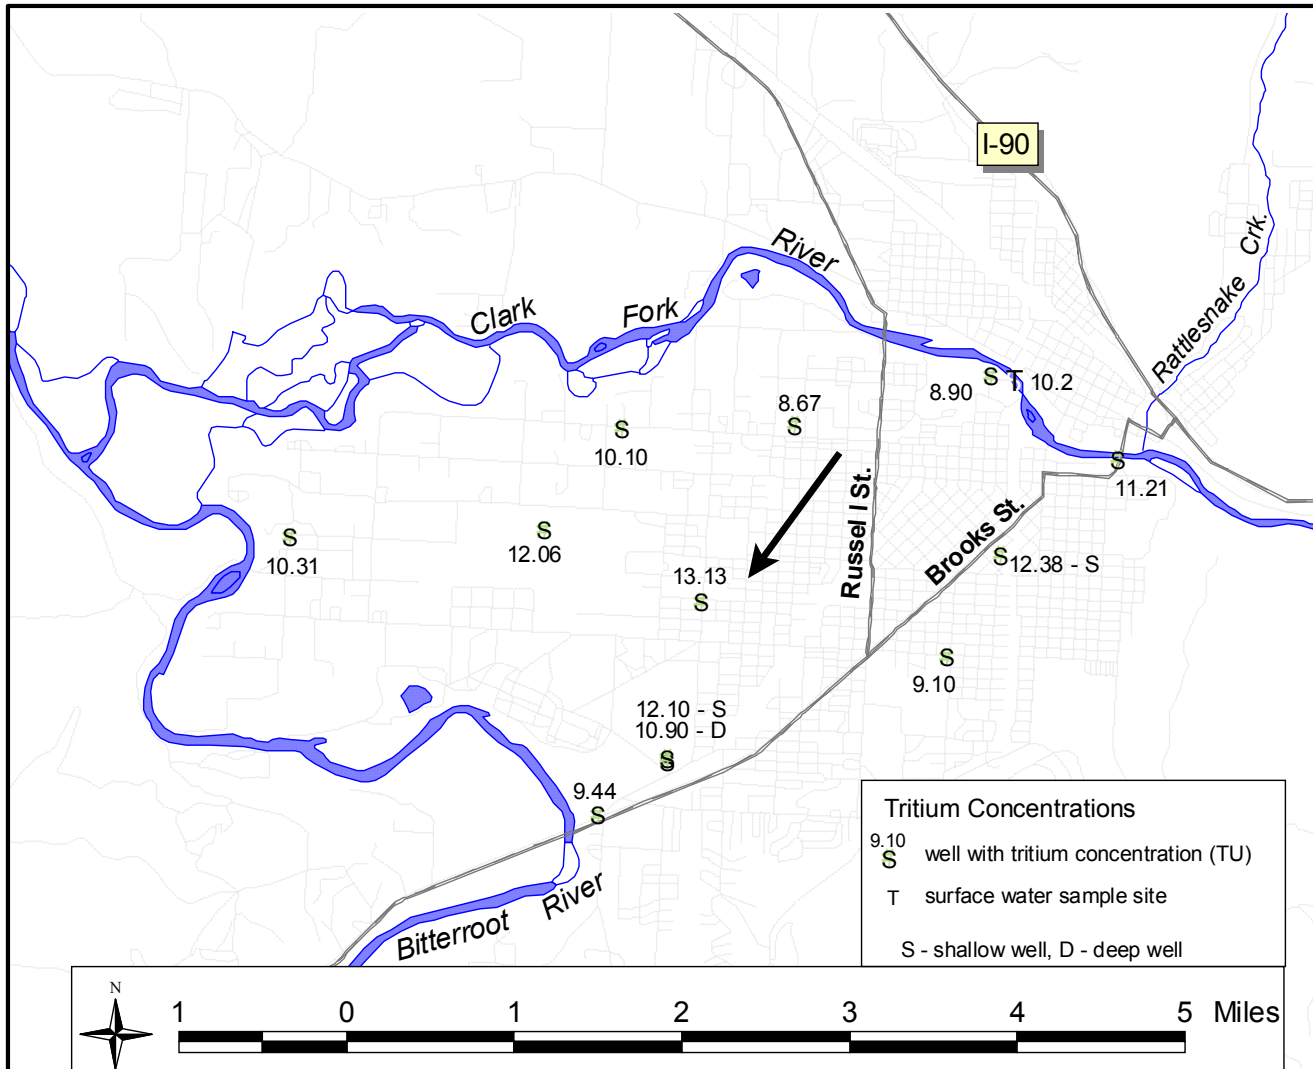 I-90
Rattlesnake Crk.
River
Fork
Clark
8.90
T 10.2
8.67
10.10
11.21
Russel l St.
Brooks St.
12.38 - S
12.06
10.31
13.13
9.10
12.10 - S
10.90 - D
9.44
Bitterroot River
Tritium Concentrations
9.10
S well with tritium concentration (TU)
T surface water sample site
S - shallow well, D - deep well
N
1 0 1 2 3 4 5 Miles